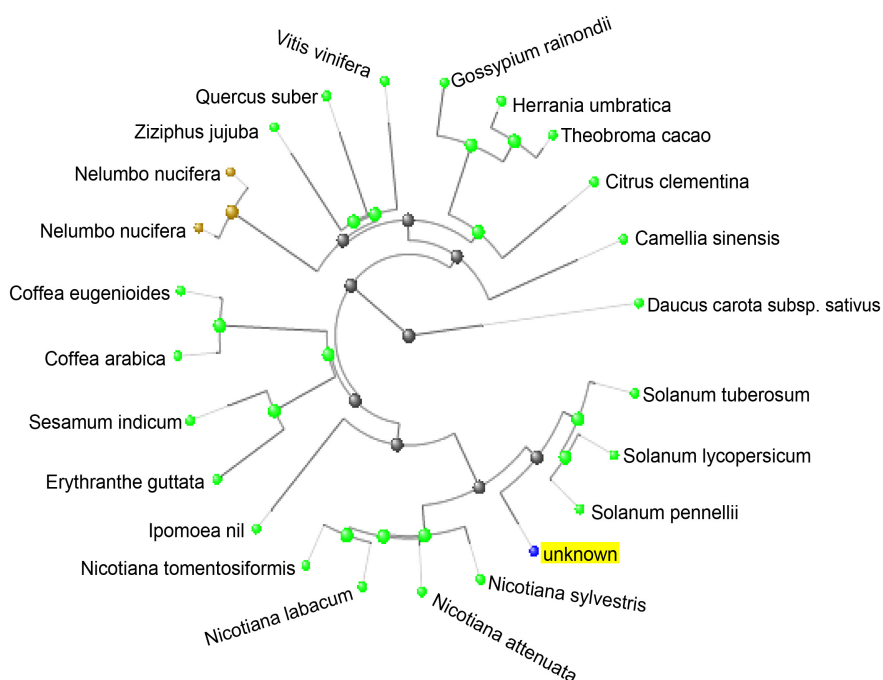 Vitis vinifera
Gossypium rainondii
Quercus suber
Herrania umbratica
Ziziphus jujuba
Theobroma cacao
Nelumbo nucifera
Citrus clementina
Nelumbo nucifera
Camellia sinensis
Coffea eugenioides
Daucus carota subsp. sativus
Coffea arabica
Solanum tuberosum
Sesamum indicum
Solanum lycopersicum
Erythranthe guttata
Solanum pennellii
Ipomoea nil
unknown
Nicotiana tomentosiformis
Nicotiana sylvestris
Nicotiana labacum
Nicotiana attenuata